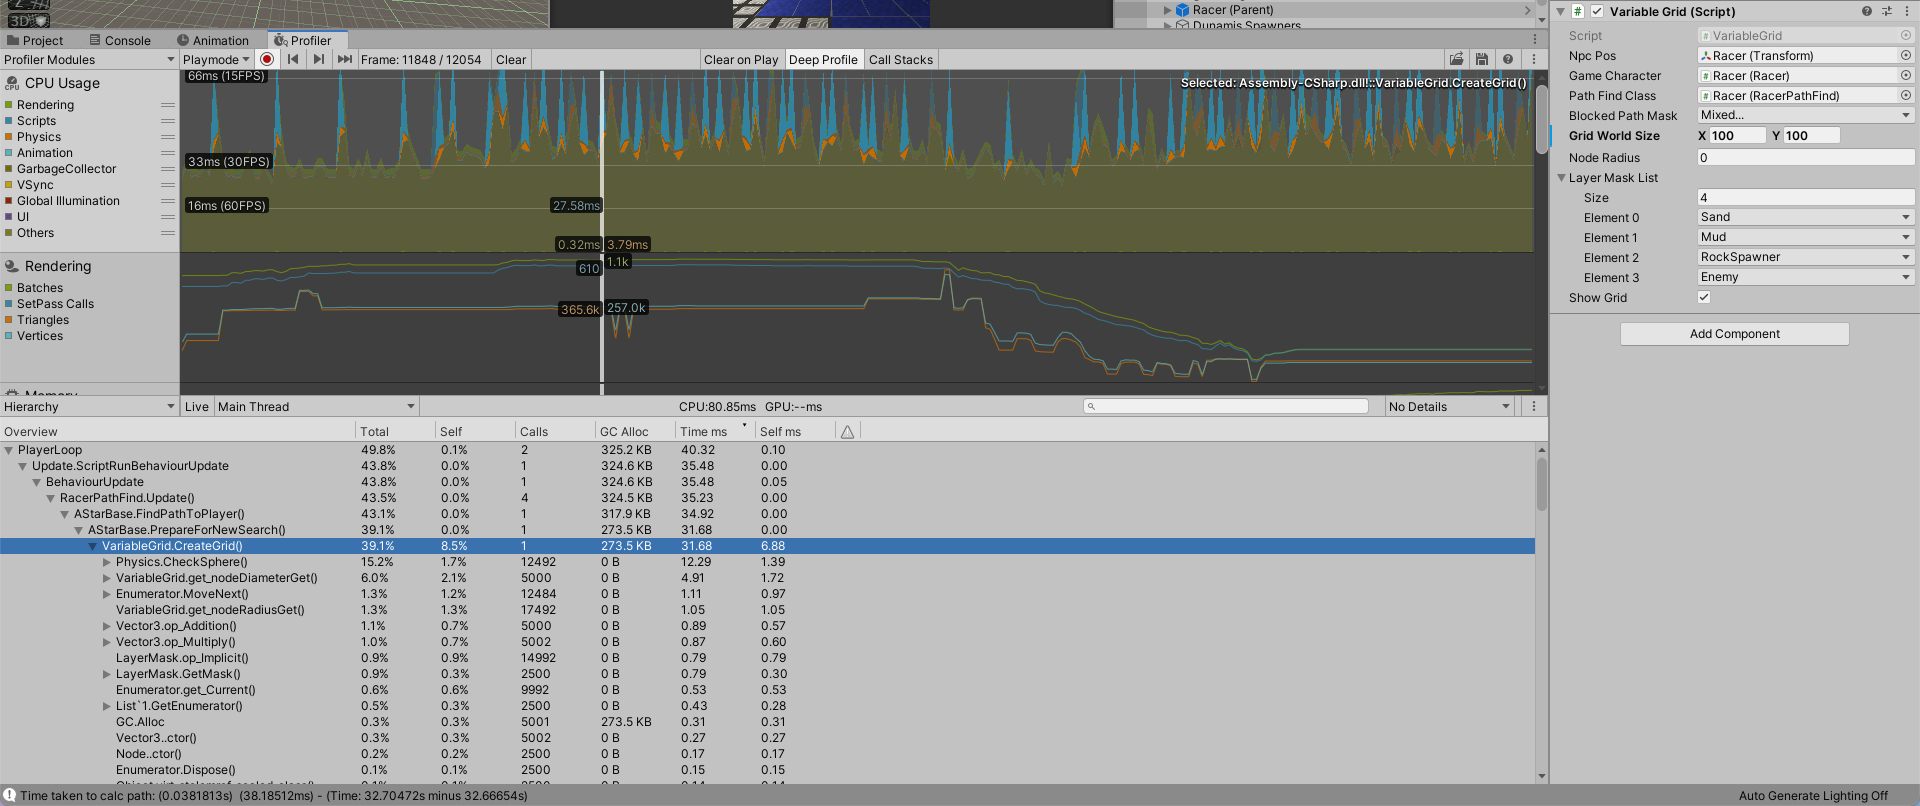 3D
Racer (Parent)
Dunamis Spawners
Project
Console
Animation
Profiler
Profiler Modules
Playmode
Frame: 11848 / 12054
Clear
Clear on Play
Deep Profile
Call Stacks
CPU Usage
Rendering
Scripts
Physics
Animation
GarbageCollector
VSync
Global Illumination
UI
Others
66ms (15FPS)
Selected: Assembly-CSharp.dll!::VariableGrid.CreateGrid()
33ms (30FPS)
16ms (60FPS)
27.58ms
0.32ms
3.79ms
Rendering
Batches
SetPass Calls
Triangles
Vertices
1.1k
610
365.6k
257.0k
Memory
Hierarchy
Live
Main Thread
CPU:80.85ms GPU:--ms
No Details
Overview Total Self Calls GC Alloc Time ms Self ms
PlayerLoop 49.8% 0.1% 2 325.2 KB 40.32 0.10
Update.ScriptRunBehaviourUpdate 43.8% 0.0% 1 324.6 KB 35.48 0.00
BehaviourUpdate 43.8% 0.0% 1 324.6 KB 35.48 0.05
RacerPathFind.Update() 43.5% 0.0% 4 324.5 KB 35.23 0.00
AStarBase.FindPathToPlayer() 43.1% 0.0% 1 317.9 KB 34.92 0.00
AStarBase.PrepareForNewSearch() 39.1% 0.0% 1 273.5 KB 31.68 0.00
VariableGrid.CreateGrid() 39.1% 8.5% 1 273.5 KB 31.68 6.88
Physics.CheckSphere() 15.2% 1.7% 12492 0 B 12.29 1.39
VariableGrid.get_nodeDiameterGet() 6.0% 2.1% 5000 0 B 4.91 1.72
Enumerator.MoveNext() 1.3% 1.2% 12484 0 B 1.11 0.97
VariableGrid.get_nodeRadiusGet() 1.3% 1.3% 17492 0 B 1.05 1.05
Vector3.op_Addition() 1.1% 0.7% 5000 0 B 0.89 0.57
Vector3.op_Multiply() 1.0% 0.7% 5002 0 B 0.87 0.60
LayerMask.op_Implicit() 0.9% 0.9% 14992 0 B 0.79 0.79
LayerMask.GetMask() 0.9% 0.3% 2500 0 B 0.79 0.30
Enumerator.get_Current() 0.6% 0.6% 9992 0 B 0.53 0.53
List`1.GetEnumerator() 0.5% 0.3% 2500 0 B 0.43 0.28
GC.Alloc 0.3% 0.3% 5001 273.5 KB 0.31 0.31
Vector3..ctor() 0.3% 0.3% 5002 0 B 0.27 0.27
Node..ctor() 0.2% 0.2% 2500 0 B 0.17 0.17
Enumerator.Dispose() 0.1% 0.1% 2500 0 B 0.15 0.15
Time taken to calc path: (0.0381813s) (38.18512ms) - (Time: 32.70472s minus 32.66654s)
Auto Generate Lighting Off
Variable Grid (Script)
Script VariableGrid
Npc Pos Racer (Transform)
Game Character Racer (Racer)
Path Find Class Racer (RacerPathFind)
Blocked Path Mask Mixed...
Grid World Size X 100 Y 100
Node Radius 0
Layer Mask List
Size 4
Element 0 Sand
Element 1 Mud
Element 2 RockSpawner
Element 3 Enemy
Show Grid
Add Component